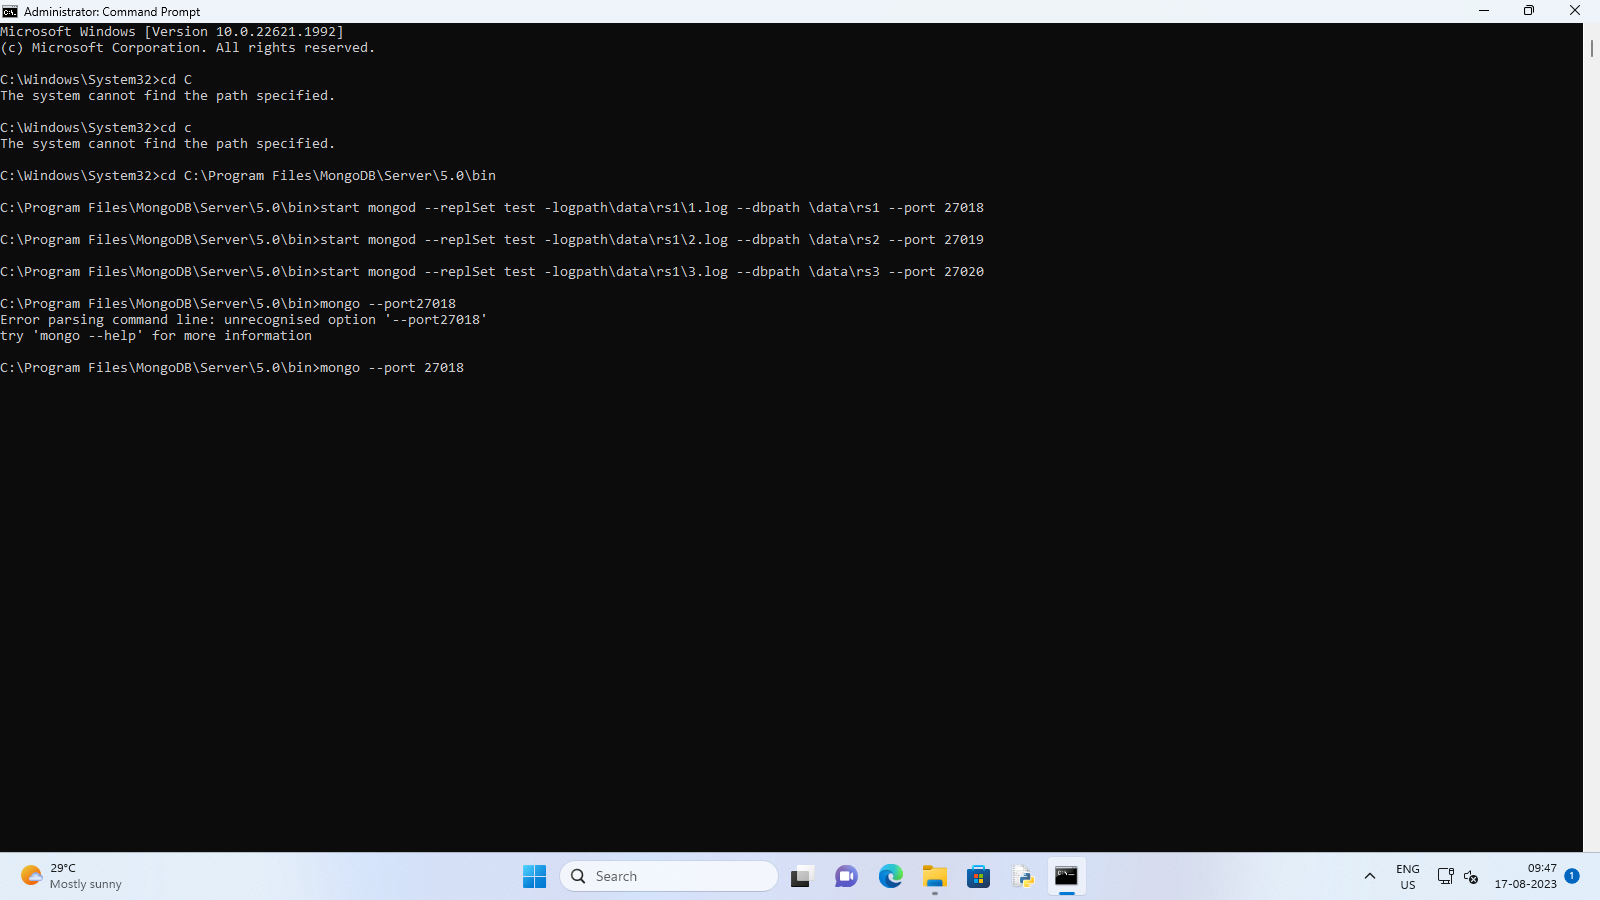 Administrator: Command Prompt
Microsoft Windows [Version 10.0.22621.1992]
(c) Microsoft Corporation. All rights reserved.
C:\Windows\System32>cd C
The system cannot find the path specified.
C:\Windows\System32>cd c
The system cannot find the path specified.
C:\Windows\System32>cd C:\Program Files\MongoDB\Server\5.0\bin
C:\Program Files\MongoDB\Server\5.0\bin>start mongod --replSet test -logpath\data\rs1\1.log --dbpath \data\rs1 --port 27018
C:\Program Files\MongoDB\Server\5.0\bin>start mongod --replSet test -logpath\data\rs1\2.log --dbpath \data\rs2 --port 27019
C:\Program Files\MongoDB\Server\5.0\bin>start mongod --replSet test -logpath\data\rs1\3.log --dbpath \data\rs3 --port 27020
C:\Program Files\MongoDB\Server\5.0\bin>mongo --port27018
Error parsing command line: unrecognised option '--port27018'
try 'mongo --help' for more information
C:\Program Files\MongoDB\Server\5.0\bin>mongo --port 27018
29°C
Mostly sunny
Search
ENG
US
09:47
17-08-2023
1